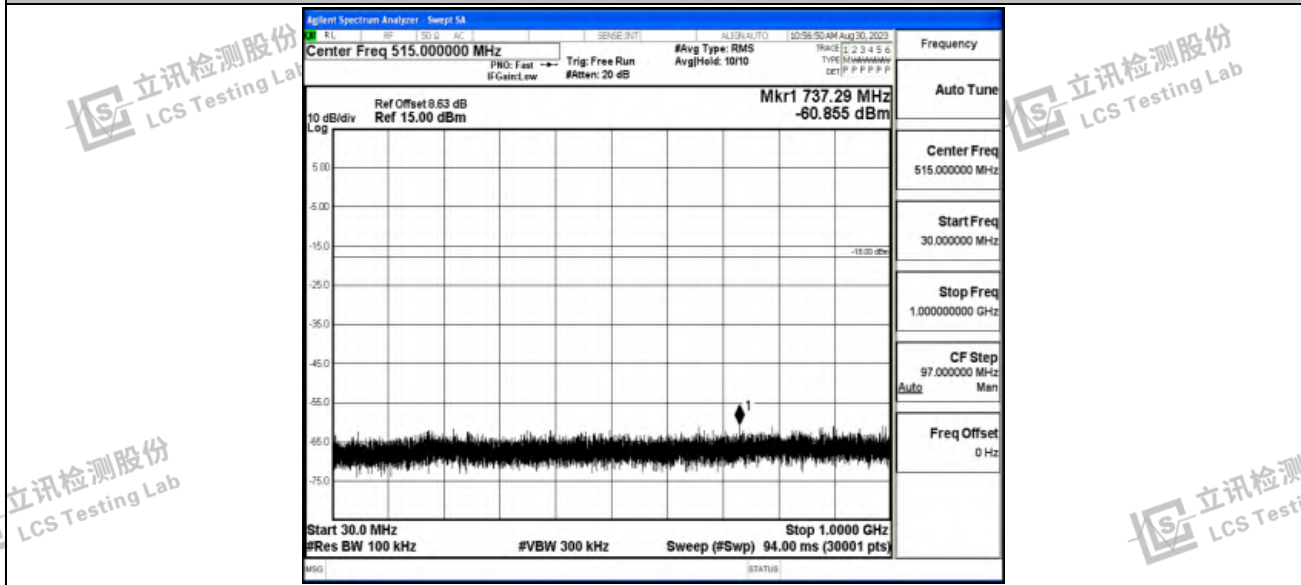 Agilent Spectrum Analyzer - Swept SA
RL RF 50 Ω AC SENSE:INT ALIGNAUTO 10:56:50 AM Aug 30, 2023
Center Freq 515.000000 MHz
PNO: Fast
IFGain:Low
Trig: Free Run
#Atten: 20 dB
#Avg Type: RMS
Avg|Hold: 10/10
TRACE 1 2 3 4 5 6
TYPE
DET P P P P P P
Frequency
Ref Offset 8.63 dB
10 dB/div Ref 15.00 dBm
Log
Mkr1 737.29 MHz
-60.855 dBm
5.00
-5.00
-15.0
-25.0
-35.0
-45.0
-55.0
-65.0
-75.0
1
Start 30.0 MHz
Stop 1.0000 GHz
#Res BW 100 kHz
#VBW 300 kHz
Sweep (#Swp) 94.00 ms (30001 pts)
MSG
STATUS
Auto Tune
Center Freq
515.000000 MHz
Start Freq
30.000000 MHz
Stop Freq
1.000000000 GHz
CF Step
97.000000 MHz
Auto Man
Freq Offset
0 Hz
立讯检测股份
LCS Testing Lab
立讯检测股份
LCS Testing Lab
立讯检测股份
LCS Testing Lab
立讯检测
LCS Testi